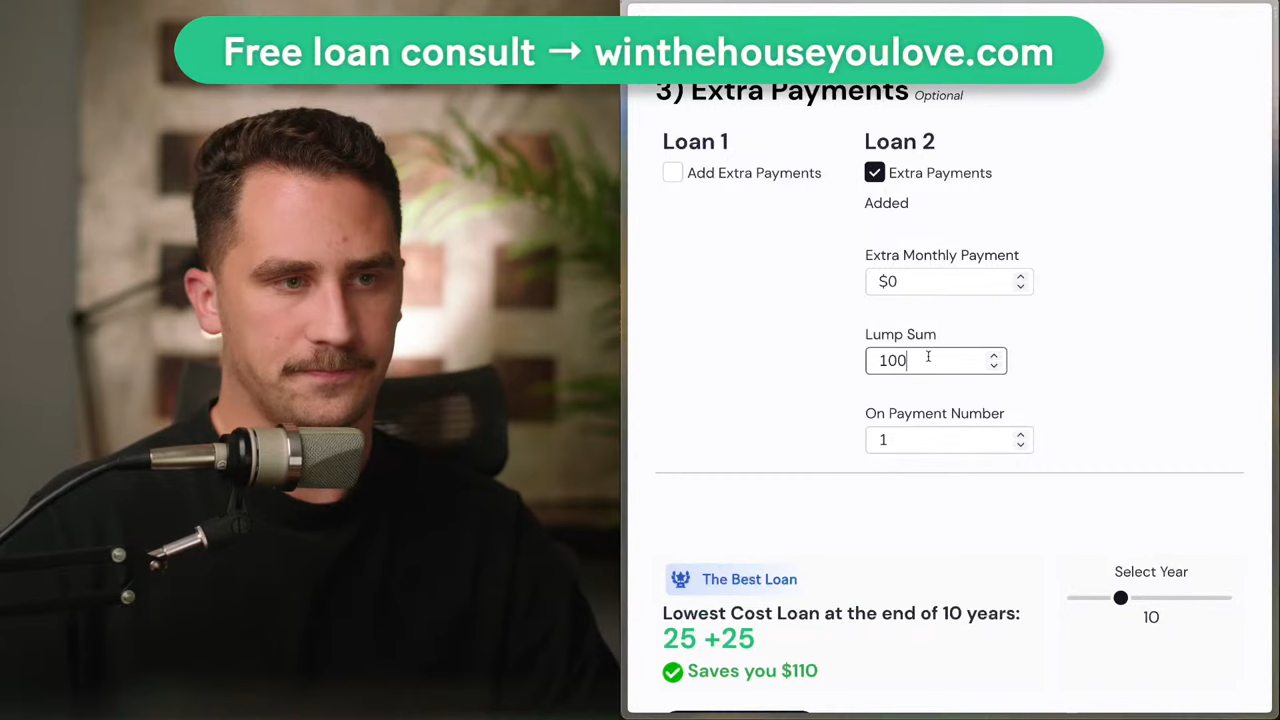 Free loan consult → winthehouseyoulove.com
3) Extra Payments Optional
Loan 1
Add Extra Payments
Loan 2
Extra Payments
Added
Extra Monthly Payment
$0
Lump Sum
100
On Payment Number
1
The Best Loan
Lowest Cost Loan at the end of 10 years:
25 +25
Saves you $110
Select Year
10